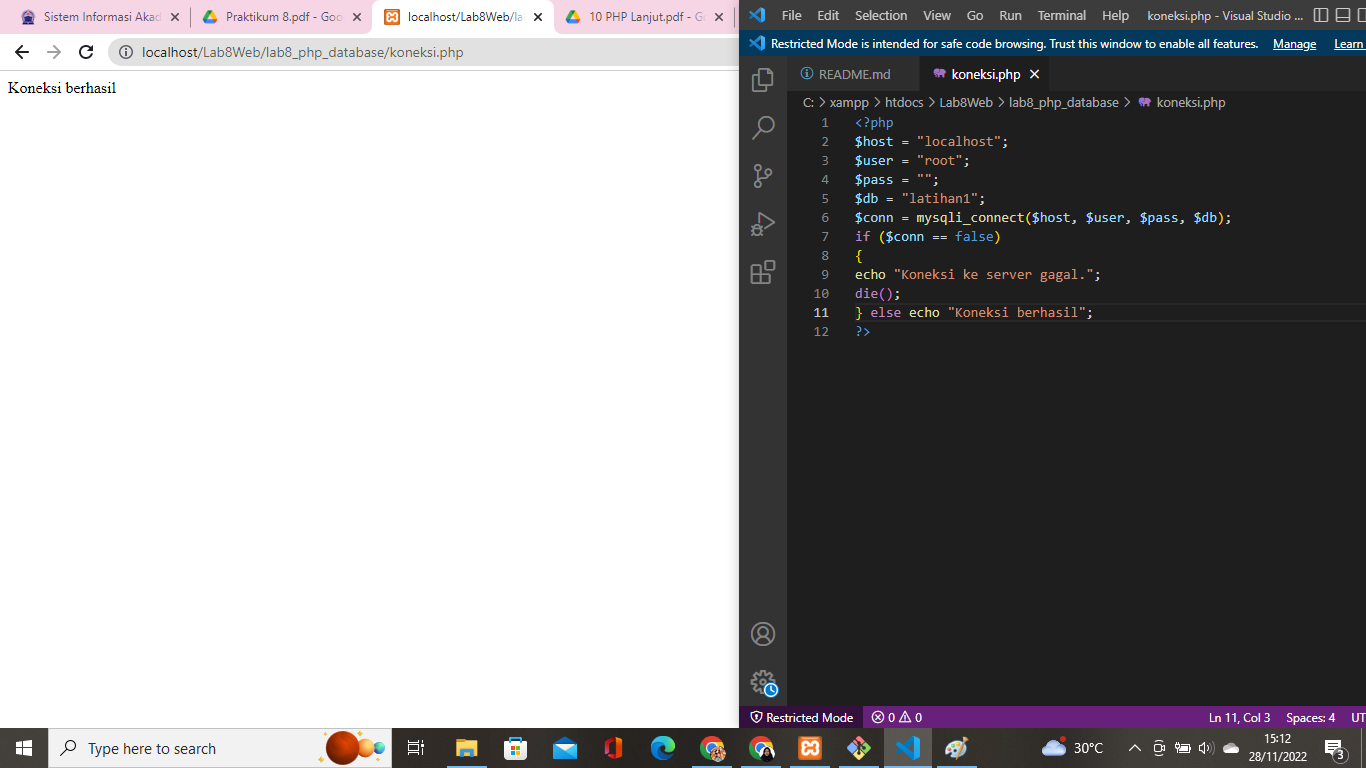 Sistem Informasi Akad
Praktikum 8.pdf - Goo
localhost/Lab8Web/la
10 PHP Lanjut.pdf - Go
localhost/Lab8Web/lab8_php_database/koneksi.php
Koneksi berhasil
File Edit Selection View Go Run Terminal Help koneksi.php - Visual Studio ...
Restricted Mode is intended for safe code browsing. Trust this window to enable all features. Manage Learn
README.md
koneksi.php
C: > xampp > htdocs > Lab8Web > lab8_php_database > koneksi.php
1 <?php
2 $host = "localhost";
3 $user = "root";
4 $pass = "";
5 $db = "latihan1";
6 $conn = mysqli_connect($host, $user, $pass, $db);
7 if ($conn == false)
8 {
9 echo "Koneksi ke server gagal.";
10 die();
11 } else echo "Koneksi berhasil";
12 ?>
Restricted Mode 0 0 Ln 11, Col 3 Spaces: 4 UT
Type here to search
30°C
15:12
28/11/2022
3